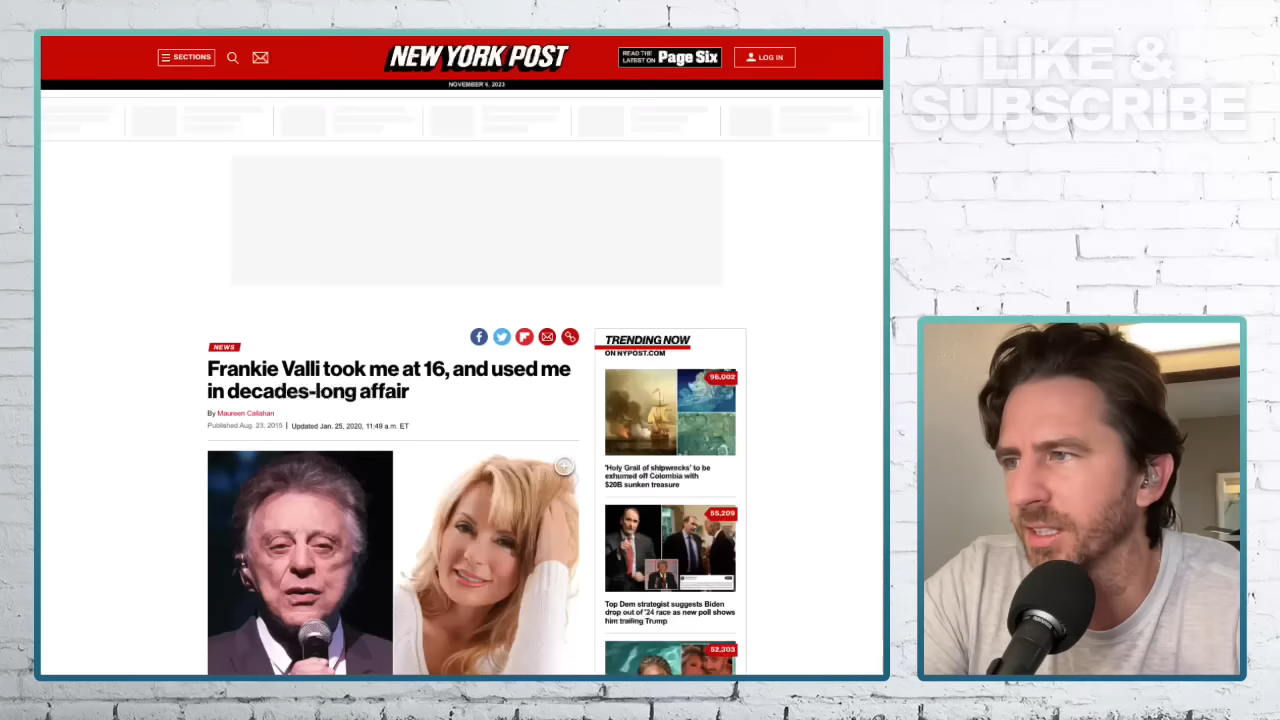 LIKE &
SUBSCRIBE
SECTIONS
NEW YORK POST
READ THE
LATEST ON
Page Six
LOG IN
NOVEMBER 6, 2023
NEWS
Frankie Valli took me at 16, and used me
in decades-long affair
By Maureen Callahan
Published Aug. 23, 2015 | Updated Jan. 25, 2020, 11:49 a.m. ET
TRENDING NOW
ON NYPOST.COM
96,002
'Holy Grail of shipwrecks' to be
exhumed off Colombia with
$20B sunken treasure
55,209
Top Dem strategist suggests Biden
drop out of '24 race as new poll shows
him trailing Trump
52,303